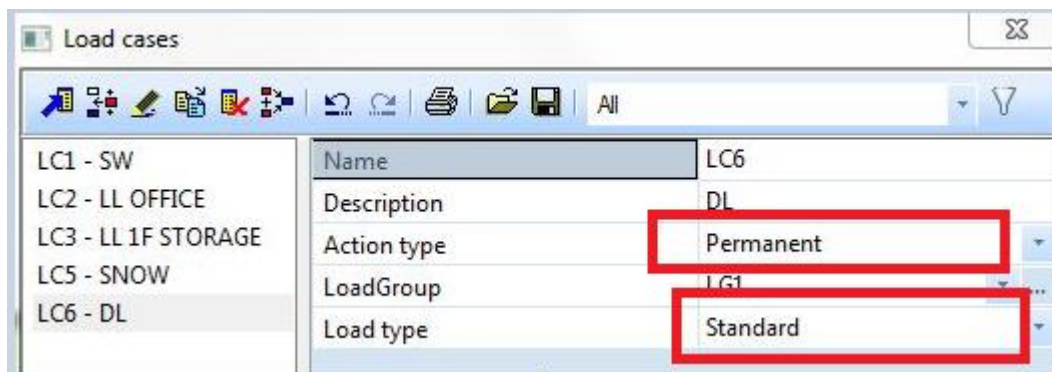 Load cases
All
LC1 - SW
LC2 - LL OFFICE
LC3 - LL 1F STORAGE
LC5 - SNOW
LC6 - DL
Name LC6
Description DL
Action type Permanent
LoadGroup LG1
Load type Standard